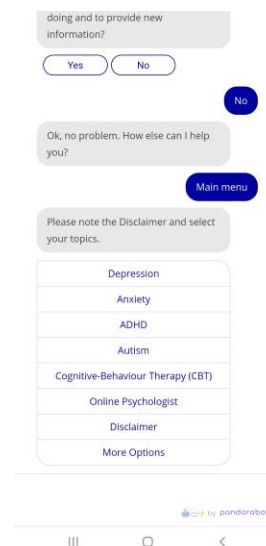 doing and to provide new
information?
Yes No
No
Ok, no problem. How else can I help
you?
Main menu
Please note the Disclaimer and select
your topics.
Depression
Anxiety
ADHD
Autism
Cognitive-Behaviour Therapy (CBT)
Online Psychologist
Disclaimer
More Options
by pandorabo